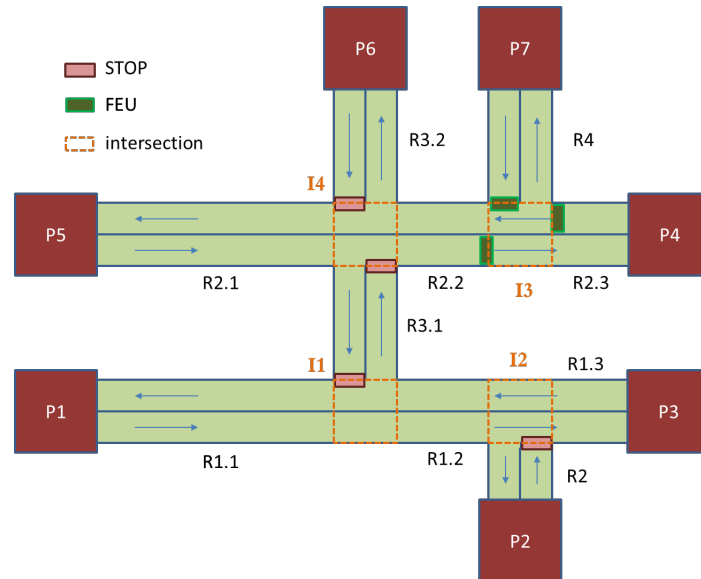 P6
P7
STOP
FEU
intersection
R3.2
R4
I4
P5
P4
R2.1
R2.2
R2.3
I3
R3.1
I1
I2
R1.3
P1
P3
R1.1
R1.2
R2
P2